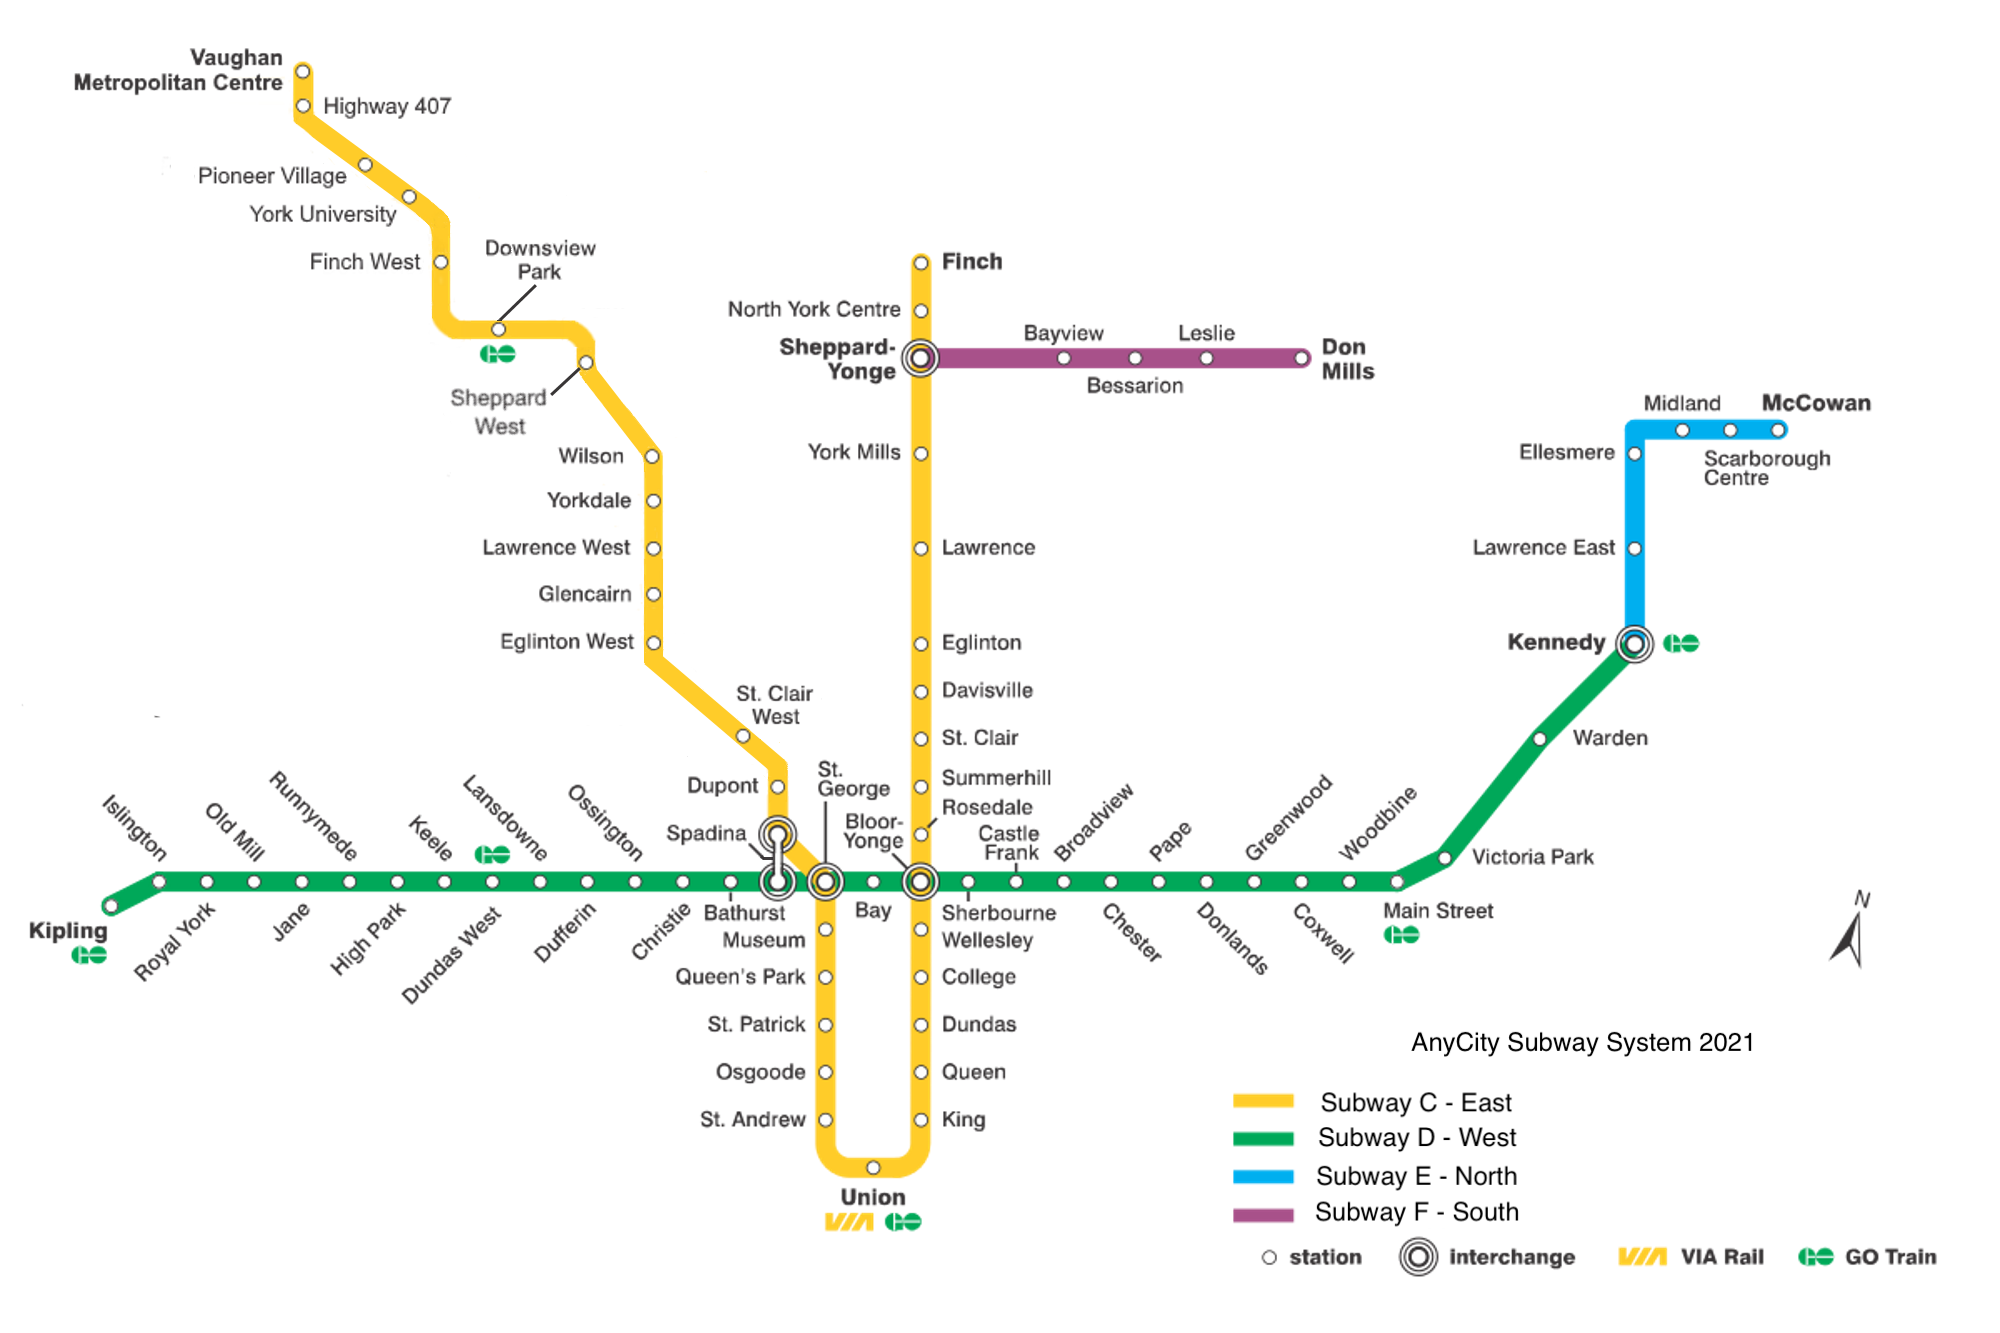 Vaughan
Metropolitan Centre
Highway 407
Pioneer Village
York University
Finch West
Downsview
Park
Sheppard
West
Wilson
Yorkdale
Lawrence West
Glencairn
Eglinton West
St. Clair
West
Dupont
Spadina
St.
George
Finch
North York Centre
Sheppard-
Yonge
Bayview
Bessarion
Leslie
Don
Mills
York Mills
Lawrence
Eglinton
Davisville
St. Clair
Summerhill
Rosedale
Bloor-
Yonge
Midland
McCowan
Scarborough
Centre
Ellesmere
Lawrence East
Kennedy
Warden
Victoria Park
Kipling
Islington
Royal York
Old Mill
Jane
Runnymede
High Park
Keele
Dundas West
Lansdowne
Dufferin
Ossington
Christie
Bathurst
Bay
Sherbourne
Castle
Frank
Broadview
Chester
Pape
Donlands
Greenwood
Coxwell
Woodbine
Main Street
Museum
Queen's Park
St. Patrick
Osgoode
St. Andrew
Union
VIA
Wellesley
College
Dundas
Queen
King
N
AnyCity Subway System 2021
Subway C - East
Subway D - West
Subway E - North
Subway F - South
station
interchange
VIA VIA Rail
GO GO Train